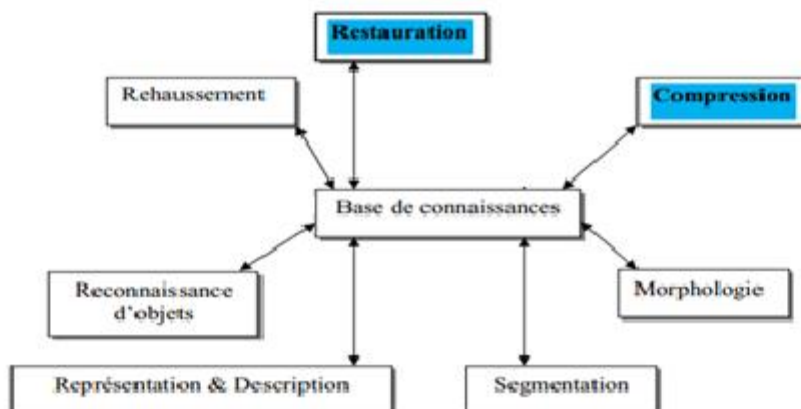 Restauration
Rehaussement
Compression
Base de connaissances
Reconnaissance
d'objets
Morphologie
Représentation & Description
Segmentation